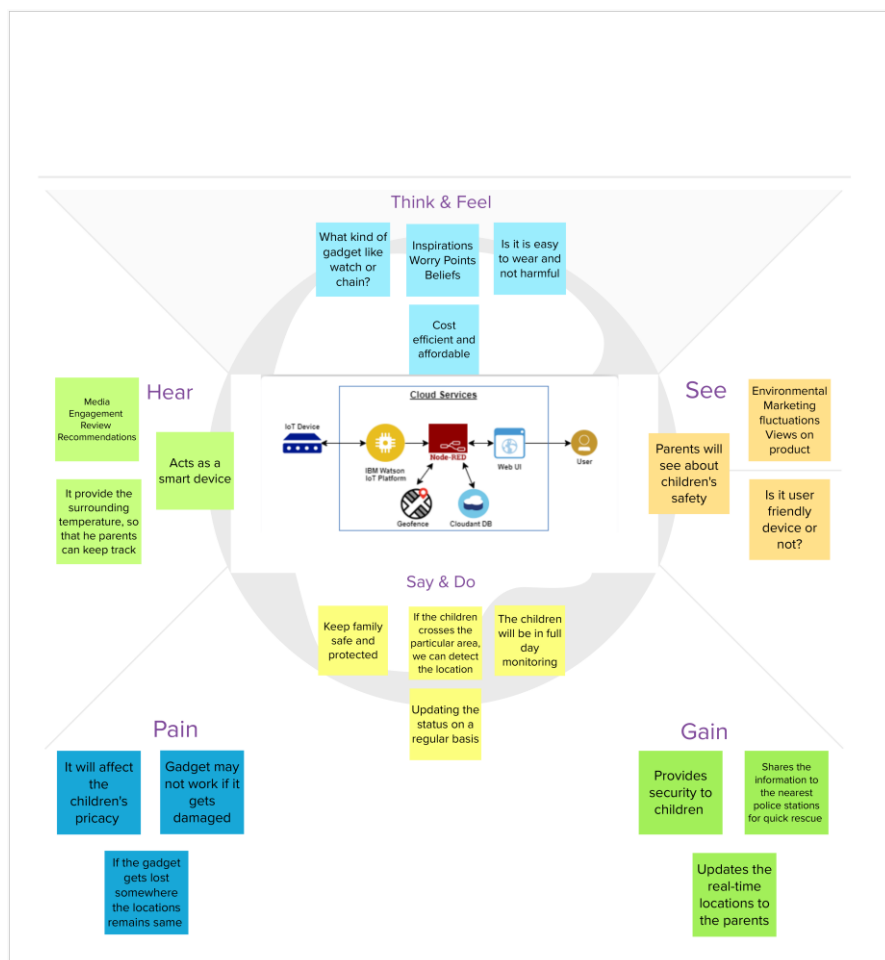 Think & Feel
What kind of
gadget like
watch or
chain?
Inspirations
Worry Points
Beliefs
Is it is easy
to wear and
not harmful
Cost
efficient and
affordable
Hear
Media
Engagement
Review
Recommendations
Acts as a
smart device
It provide the
surrounding
temperature, so
that he parents
can keep track
Cloud Services
IoT Device
IBM Watson
IoT Platform
Node-RED
Web UI
User
Geofence
Cloudant DB
See
Environmental
Marketing
fluctuations
Views on
product
Parents will
see about
children's
safety
Is it user
friendly
device or
not?
Say & Do
Keep family
safe and
protected
If the children
crosses the
particular area,
we can detect
the location
The children
will be in full
day
monitoring
Updating the
status on a
regular basis
Pain
It will affect
the
children's
pricacy
Gadget may
not work if it
gets
damaged
If the gadget
gets lost
somewhere
the locations
remains same
Gain
Provides
security to
children
Shares the
information to
the nearest
police stations
for quick rescue
Updates the
real-time
locations to
the parents